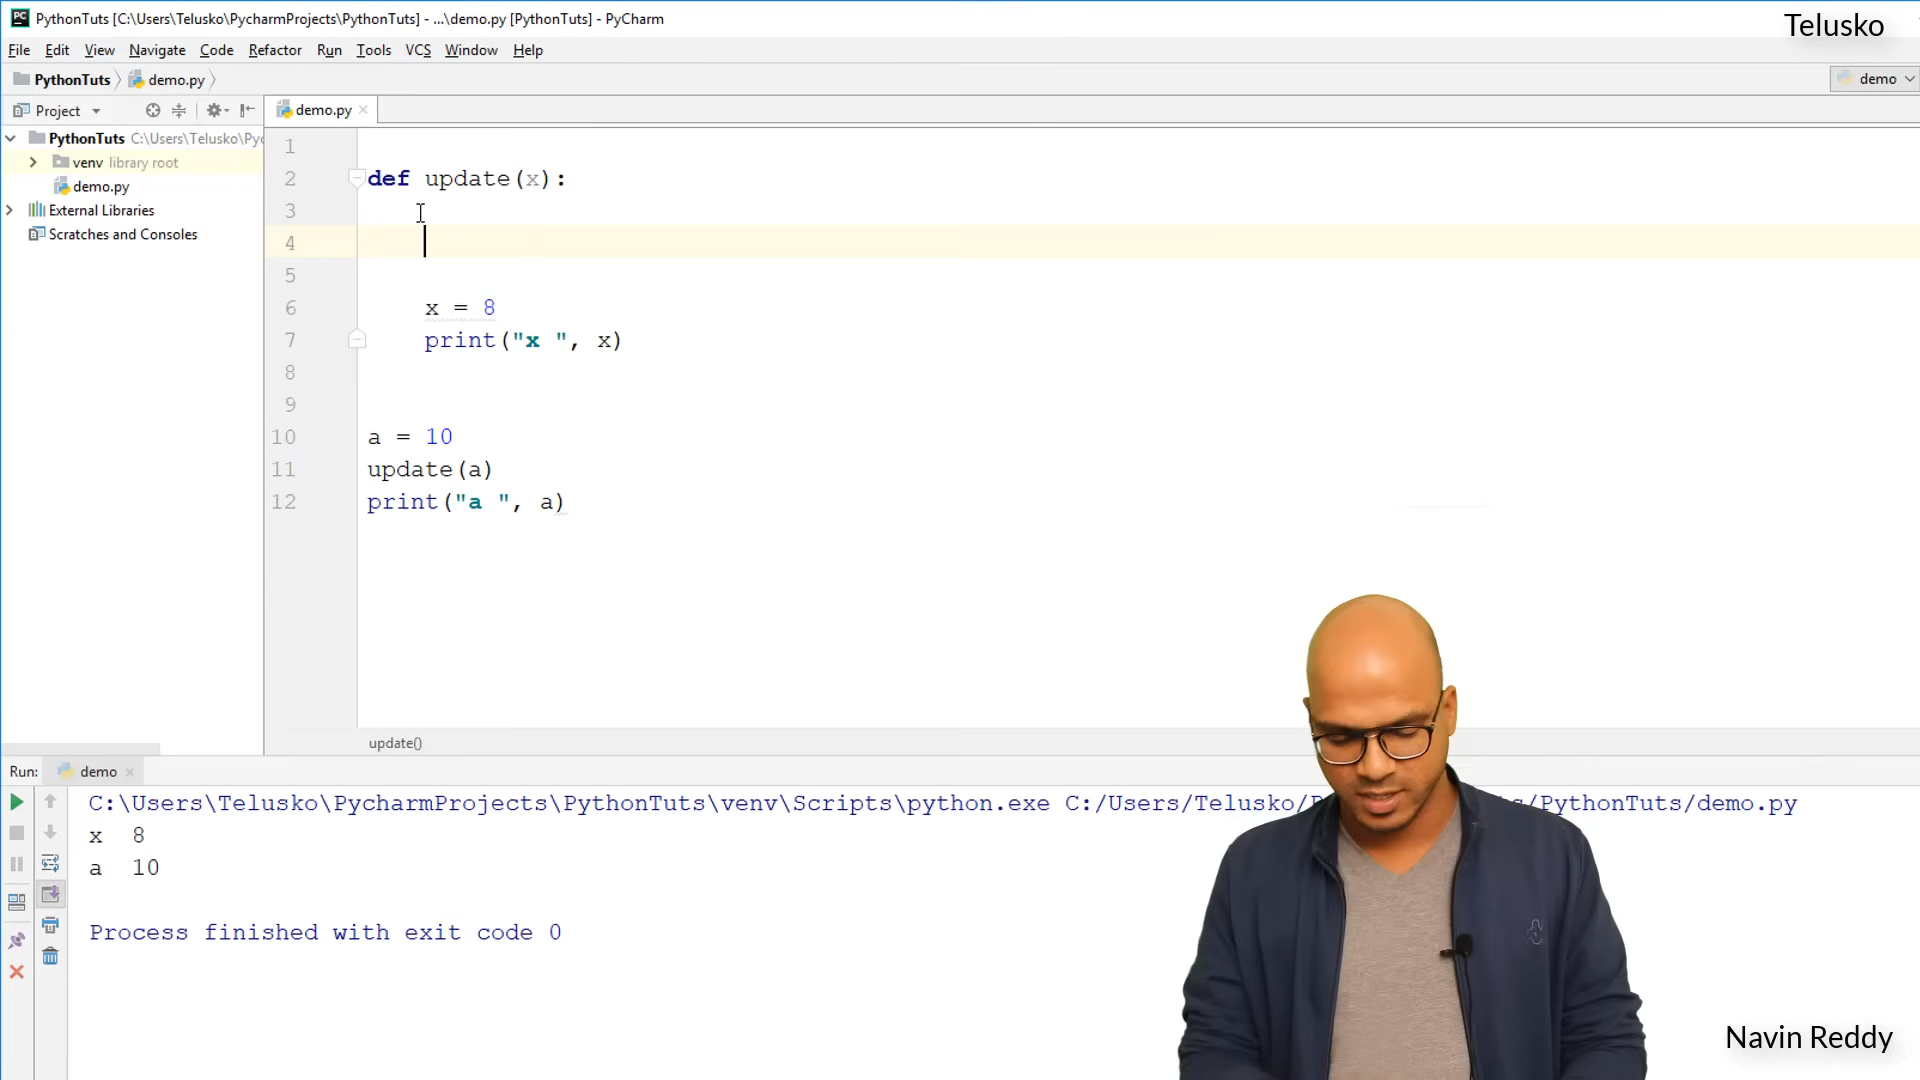 PythonTuts [C:\Users\Telusko\PycharmProjects\PythonTuts] - ...\demo.py [PythonTuts] - PyCharm
Telusko
File Edit View Navigate Code Refactor Run Tools VCS Window Help
PythonTuts demo.py
demo
Project
demo.py
PythonTuts C:\Users\Telusko\Py
venv library root
demo.py
External Libraries
Scratches and Consoles
1
2 def update(x):
3
4
5
6 x = 8
7 print("x ", x)
8
9
10 a = 10
11 update(a)
12 print("a ", a)
update()
Run: demo
C:\Users\Telusko\PycharmProjects\PythonTuts\venv\Scripts\python.exe C:/Users/Telusko/ /PythonTuts/demo.py
x 8
a 10
Process finished with exit code 0
Navin Reddy